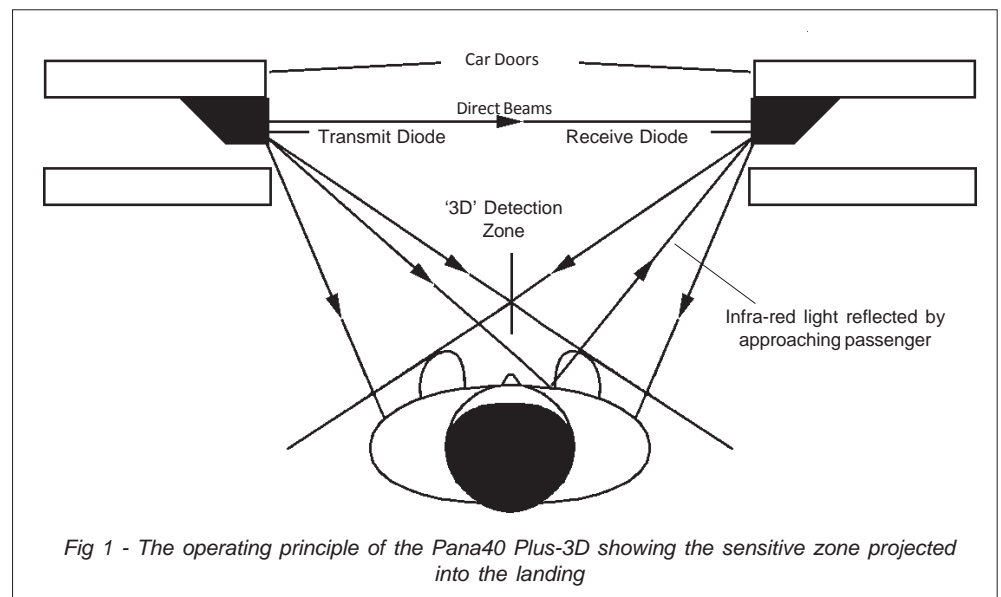 Car Doors
Direct Beams
Transmit Diode
Receive Diode
‘3D’ Detection
Zone
Infra-red light reflected by
approaching passenger
Fig 1 - The operating principle of the Pana40 Plus-3D showing the sensitive zone projected
into the landing